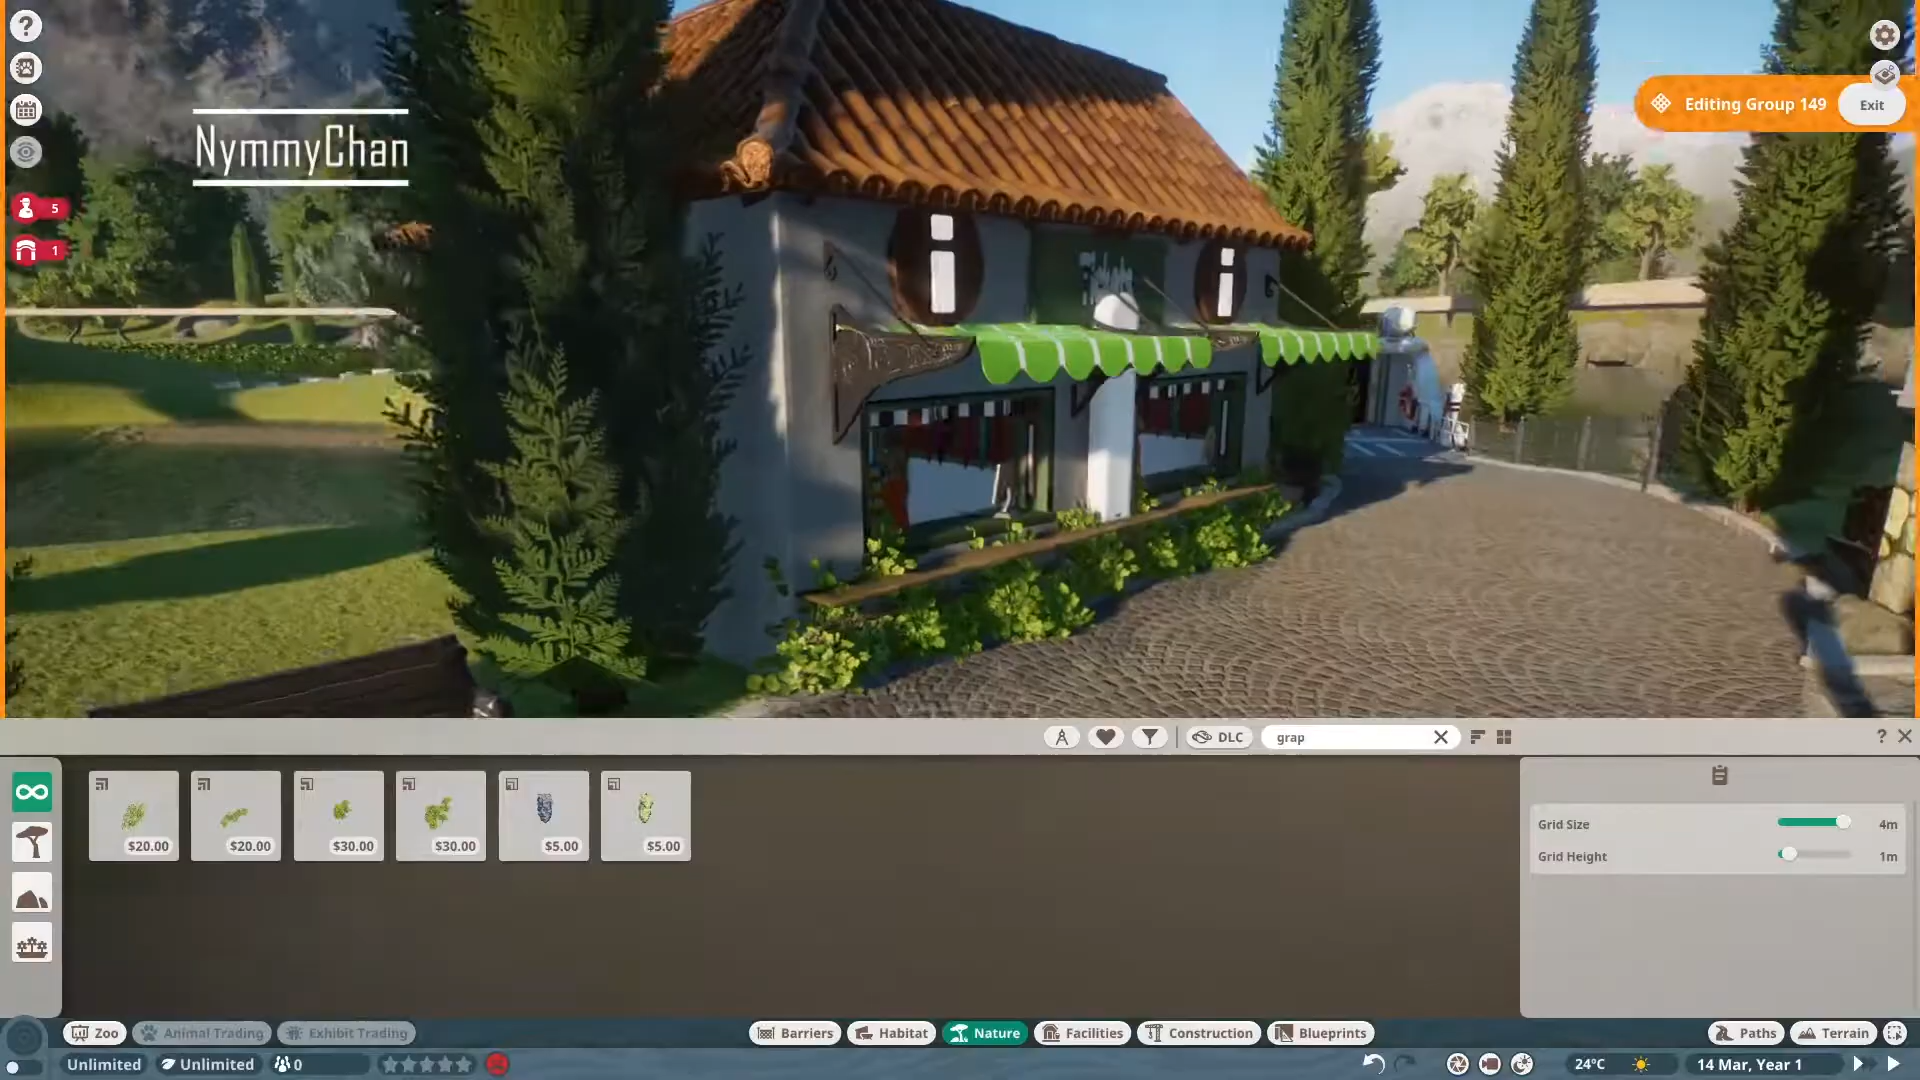 NymmyChan
Editing Group 149
Exit
5
1
i
i
DLC
grap
?
$20.00
$20.00
$30.00
$30.00
$5.00
$5.00
Grid Size
4m
Grid Height
1m
Zoo
Animal Trading
Exhibit Trading
Barriers
Habitat
Nature
Facilities
Construction
Blueprints
Paths
Terrain
Unlimited
Unlimited
0
24°C
14 Mar, Year 1